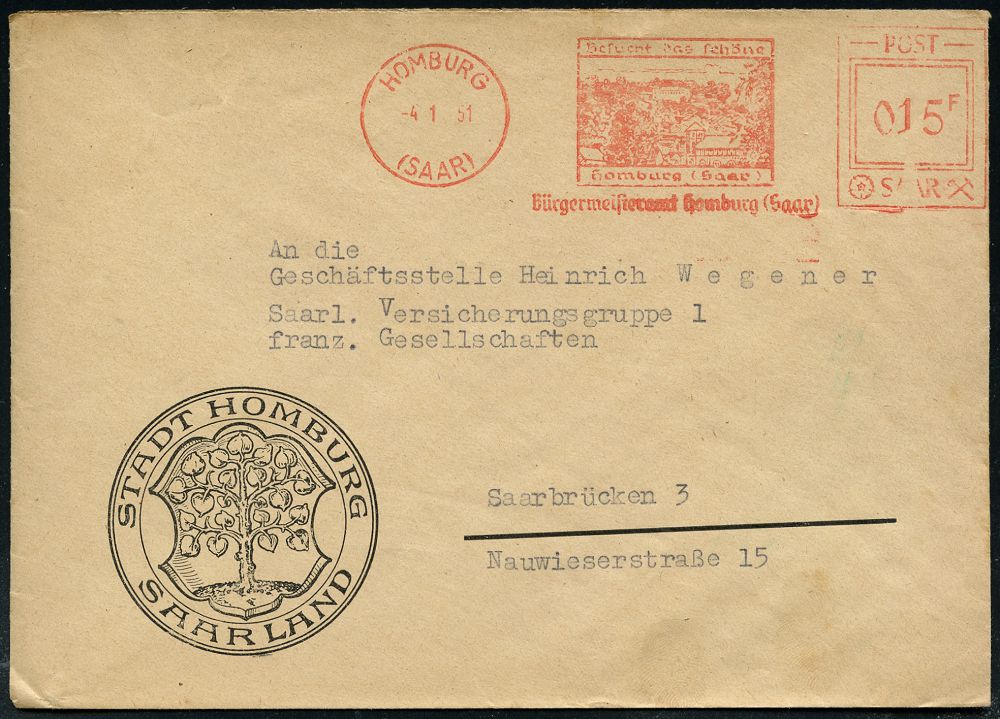 HOMBURG
-4 1 51
(SAAR)
Besucht das schöne
Homburg (Saar)
Bürgermeisteramt Homburg (Saar)
POST
015F
SAAR
An die
Geschäftsstelle Heinrich W e g e n e r
Saarl. Versicherungsgruppe 1
franz. Gesellschaften
STADT HOMBURG
SAARLAND
Saarbrücken 3
Nauwieserstraße 15